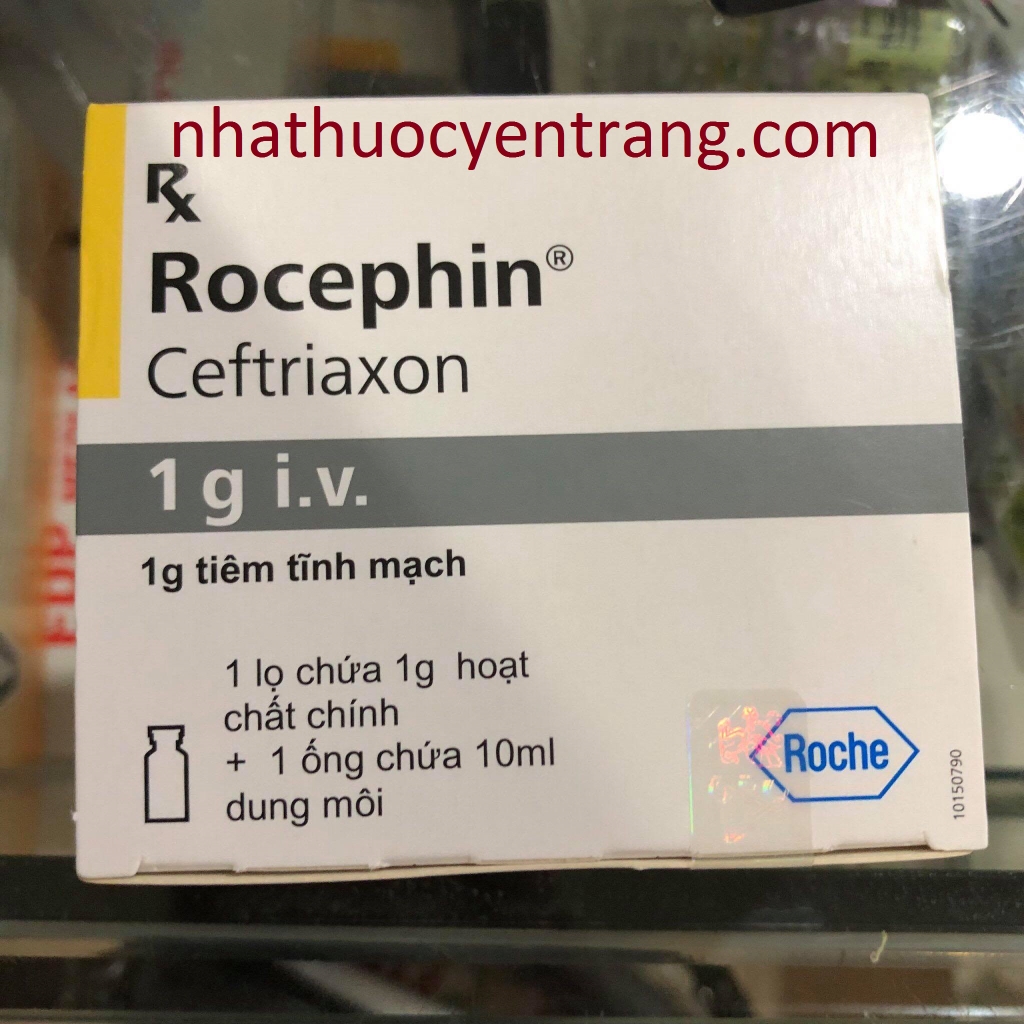 nhathuocyentrang.com
Rx
Rocephin®
Ceftriaxon
1 g i.v.
1g tiêm tĩnh mạch
1 lọ chứa 1g hoạt
chất chính
+ 1 ống chứa 10ml
dung môi
Roche
10150790